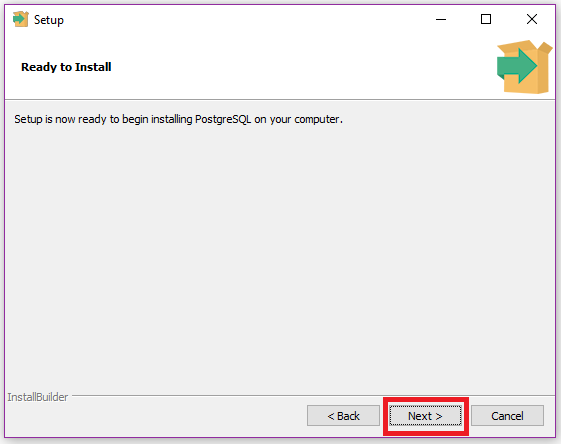 Setup
Ready to Install
Setup is now ready to begin installing PostgreSQL on your computer.
InstallBuilder
< Back
Next >
Cancel